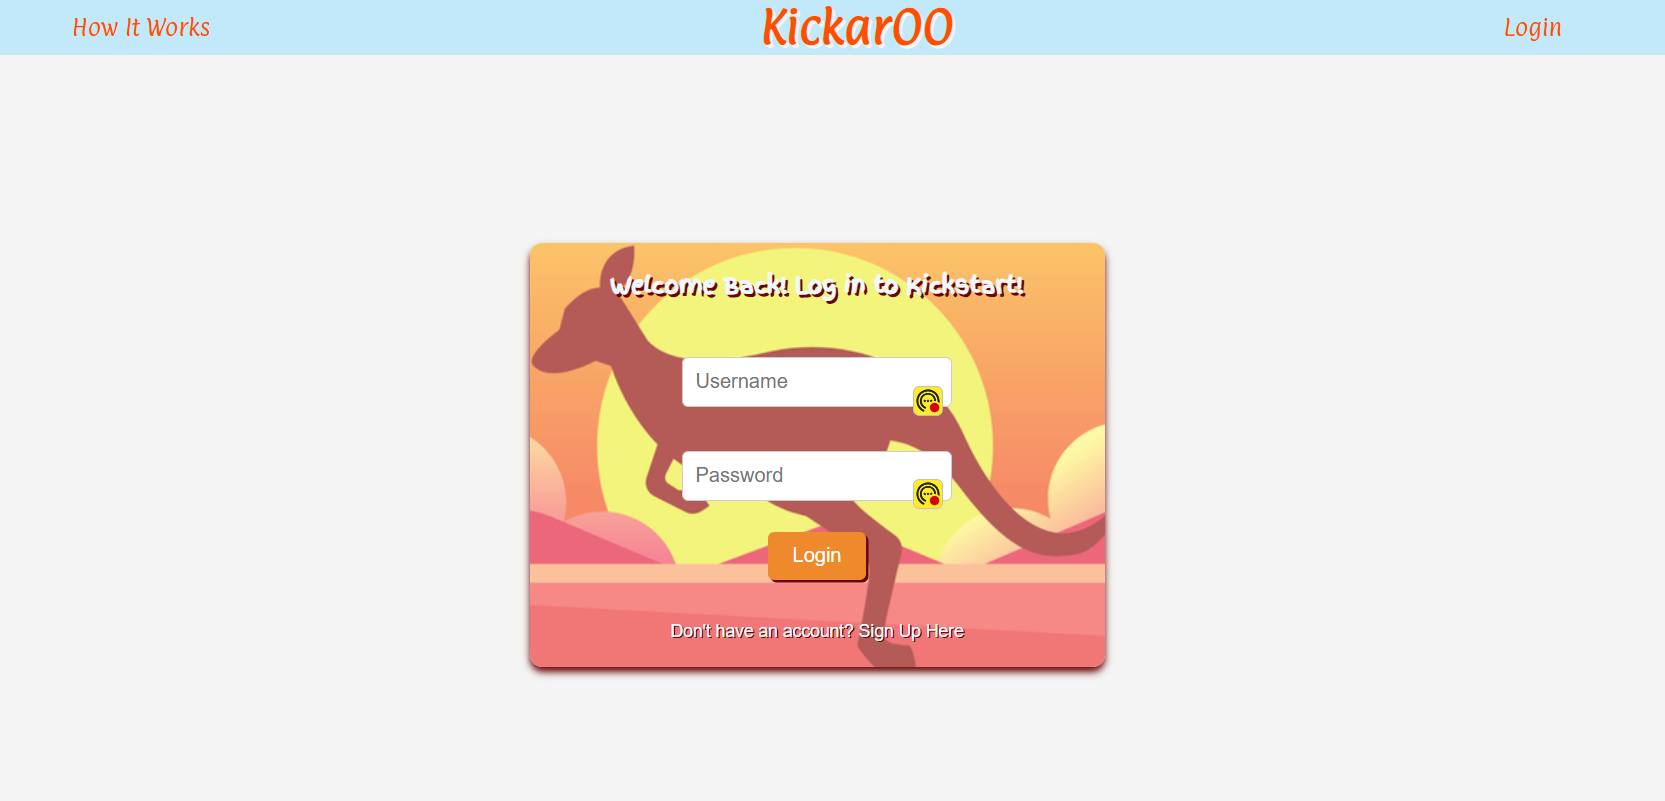 How It Works
KickarOO
Login
Welcome Back! Log in to Kickstart!
Username
Password
Login
Don't have an account? Sign Up Here